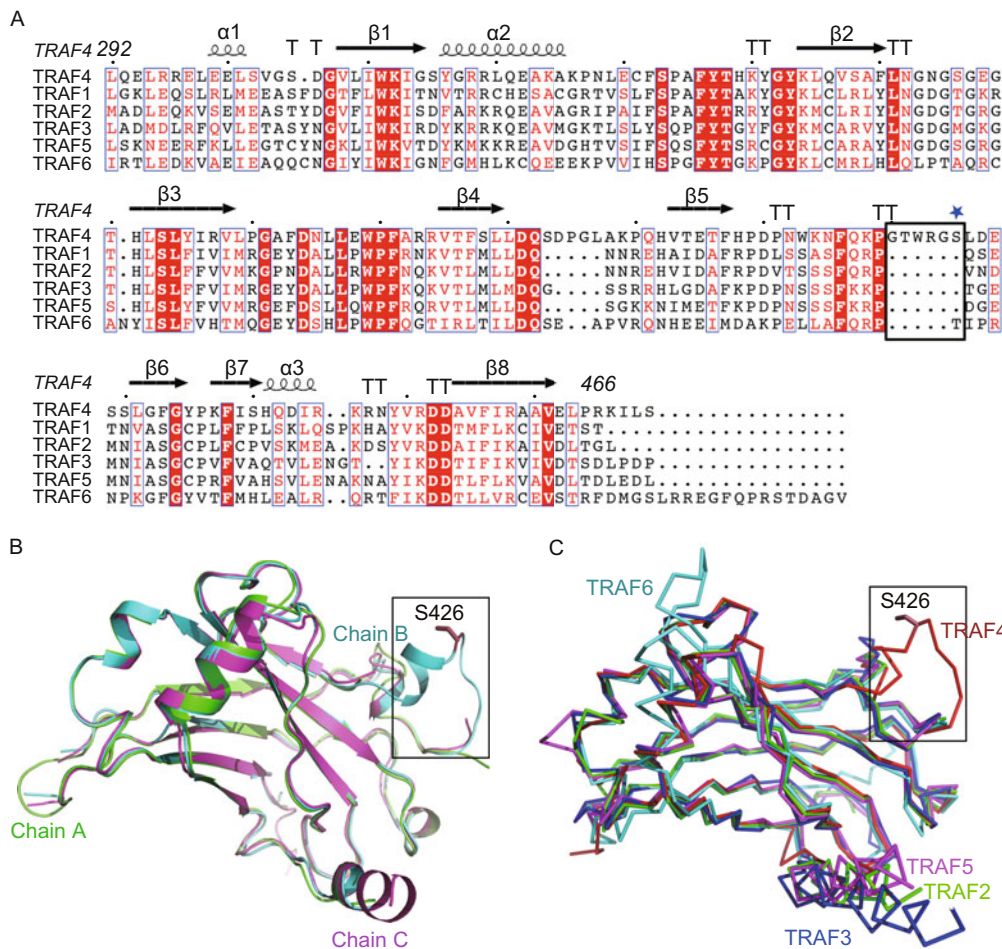 A
TRAF4 292 α1 T T β1 α2 TT β2 TT
TRAF4 LQELRRELEELSVGS.DGVLIWKIGSYGRRLQEAKAKPNLECFSPAFYTHKYGYKLQVSAFLNGNGSGEG
TRAF1 LGKLEQSLRLMEEASFDGTFLWKITNVTRRCHESACGRTVSLFSPAFYTAKYGYKLCLRLYLNGDGTGKR
TRAF2 MADLEQKVSEMEASTYDGVFIWKISDFARKRQEAVAGRIPAIFSPAFYTSRYGYKMCLRIYLNGDGTGRG
TRAF3 LADMDLRFQVLETASYNGVLIWKIRDYKRRKQEAVMGKTLSLYSQPFYTGYFGYKMCARVYLNGDGMGKG
TRAF5 LSKNEERFKLLEGTCYNGKLIWKVTDYKMKKREAVDGHTVSIFSQSFYTSRCGYRLCARAYLNGDGSGRG
TRAF6 IRTLEDKVAEIEAQQCNGIYIWKIGNFGMHLKCQEEEKPVVIHSPGFYTGKPGYKLCMRLHLQLPTAQRC
TRAF4 β3 β4 β5 TT TT
TRAF4 T.HLSLYIRVLPGAFDNLLEWPFARRVTFSLLDQSDPGLAKPQHVTETFHPDPNWKNFQKPGTWRGSLDE
TRAF1 T.HLSLFIVIMRGEYDALLPWPFRNKVTFMLLDQ.....NNREHAIDAFRPDLSSASFQRP......QSE
TRAF2 T.HLSLFFVVMKGPNDALLRWPFNQKVTLMLLDQ.....NNREHVIDAFRPDVTSSSFQRP......VND
TRAF3 T.HLSLFFVIMRGEYDALLPWPFKQKVTLMLMDQG....SSRRHLGDAFKPDPNSSSFKKP......TGE
TRAF5 S.HLSLYFVVMRGEFDSLLQWPFRQRVTLMLLDQ.....SGKKNIMETFKPDPNSSSFKRP......DGE
TRAF6 ANYISLFVHTMQGEYDSHLPWPFQGTIRLTILDQSE..APVRQNHEEIMDAKPELLAFQRP.....TIPR
TRAF4 β6 β7 α3 TT TT β8 466
TRAF4 SSLGFGYPKFISHQDIR..KRNYVRDDAVFIRAAVELPRKILS...............
TRAF1 TNVASGCPLFFPLSKLQSPKHAYVKDDTMFLKCIVETST...................
TRAF2 MNIASGCPLFCPVSKMEA.KDSYVRDDAIFIKAIVDLTGL..................
TRAF3 MNIASGCPVFVAQTVLENGT..YIKDDTIFIKVIVDTSDLPDP...............
TRAF5 MNIASGCPRFVAHSVLENAKNAYIKDDTLFLKVAVDLTDLEDL...............
TRAF6 NPKGFGYVTFMHLEALR..QRTFIKDDTLLVRCEVSTRFDMGSLRREGFQPRSTDAGV
B
S426
Chain B
Chain A
Chain C
C
TRAF6
S426
TRAF4
TRAF5
TRAF2
TRAF3